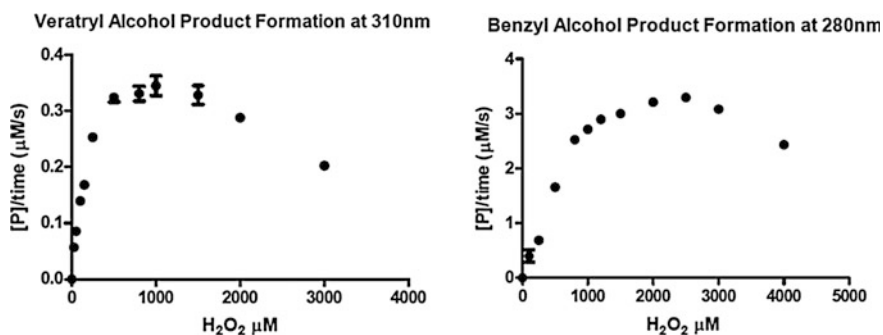 Veratryl Alcohol Product Formation at 310nm
[P]/time (µM/s)
0.4
0.3
0.2
0.1
0.0
0 1000 2000 3000 4000
H₂O₂ µM
Benzyl Alcohol Product Formation at 280nm
[P]/time (µM/s)
4
3
2
1
0
0 1000 2000 3000 4000 5000
H₂O₂ µM